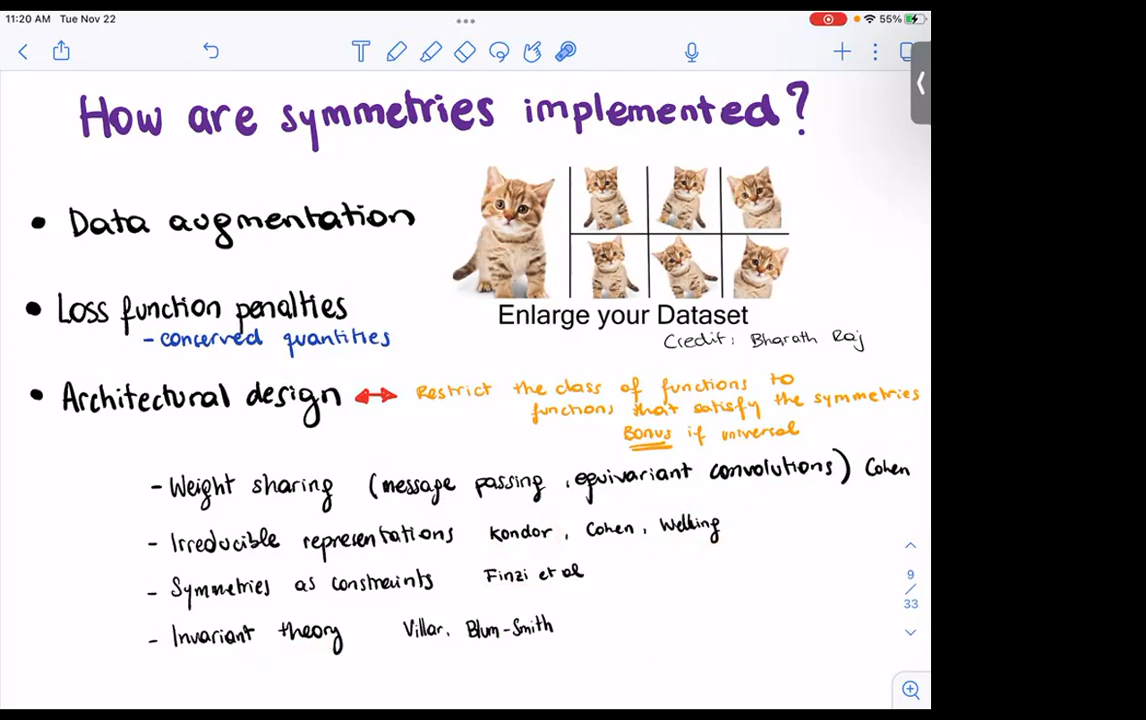 11:20 AM Tue Nov 22
55%
How are symmetries implemented?
• Data augmentation
Enlarge your Dataset
Credit: Bharath Raj
• Loss function penalties
- conserved quantities
• Architectural design ↔ Restrict the class of functions to
functions that satisfy the symmetries
Bonus if universal
- Weight sharing (message passing, equivariant convolutions) Cohen
- Irreducible representations Kondor, Cohen, Welling
- Symmetries as constraints Finzi et al
- Invariant theory Villar, Blum-Smith
9
/
33